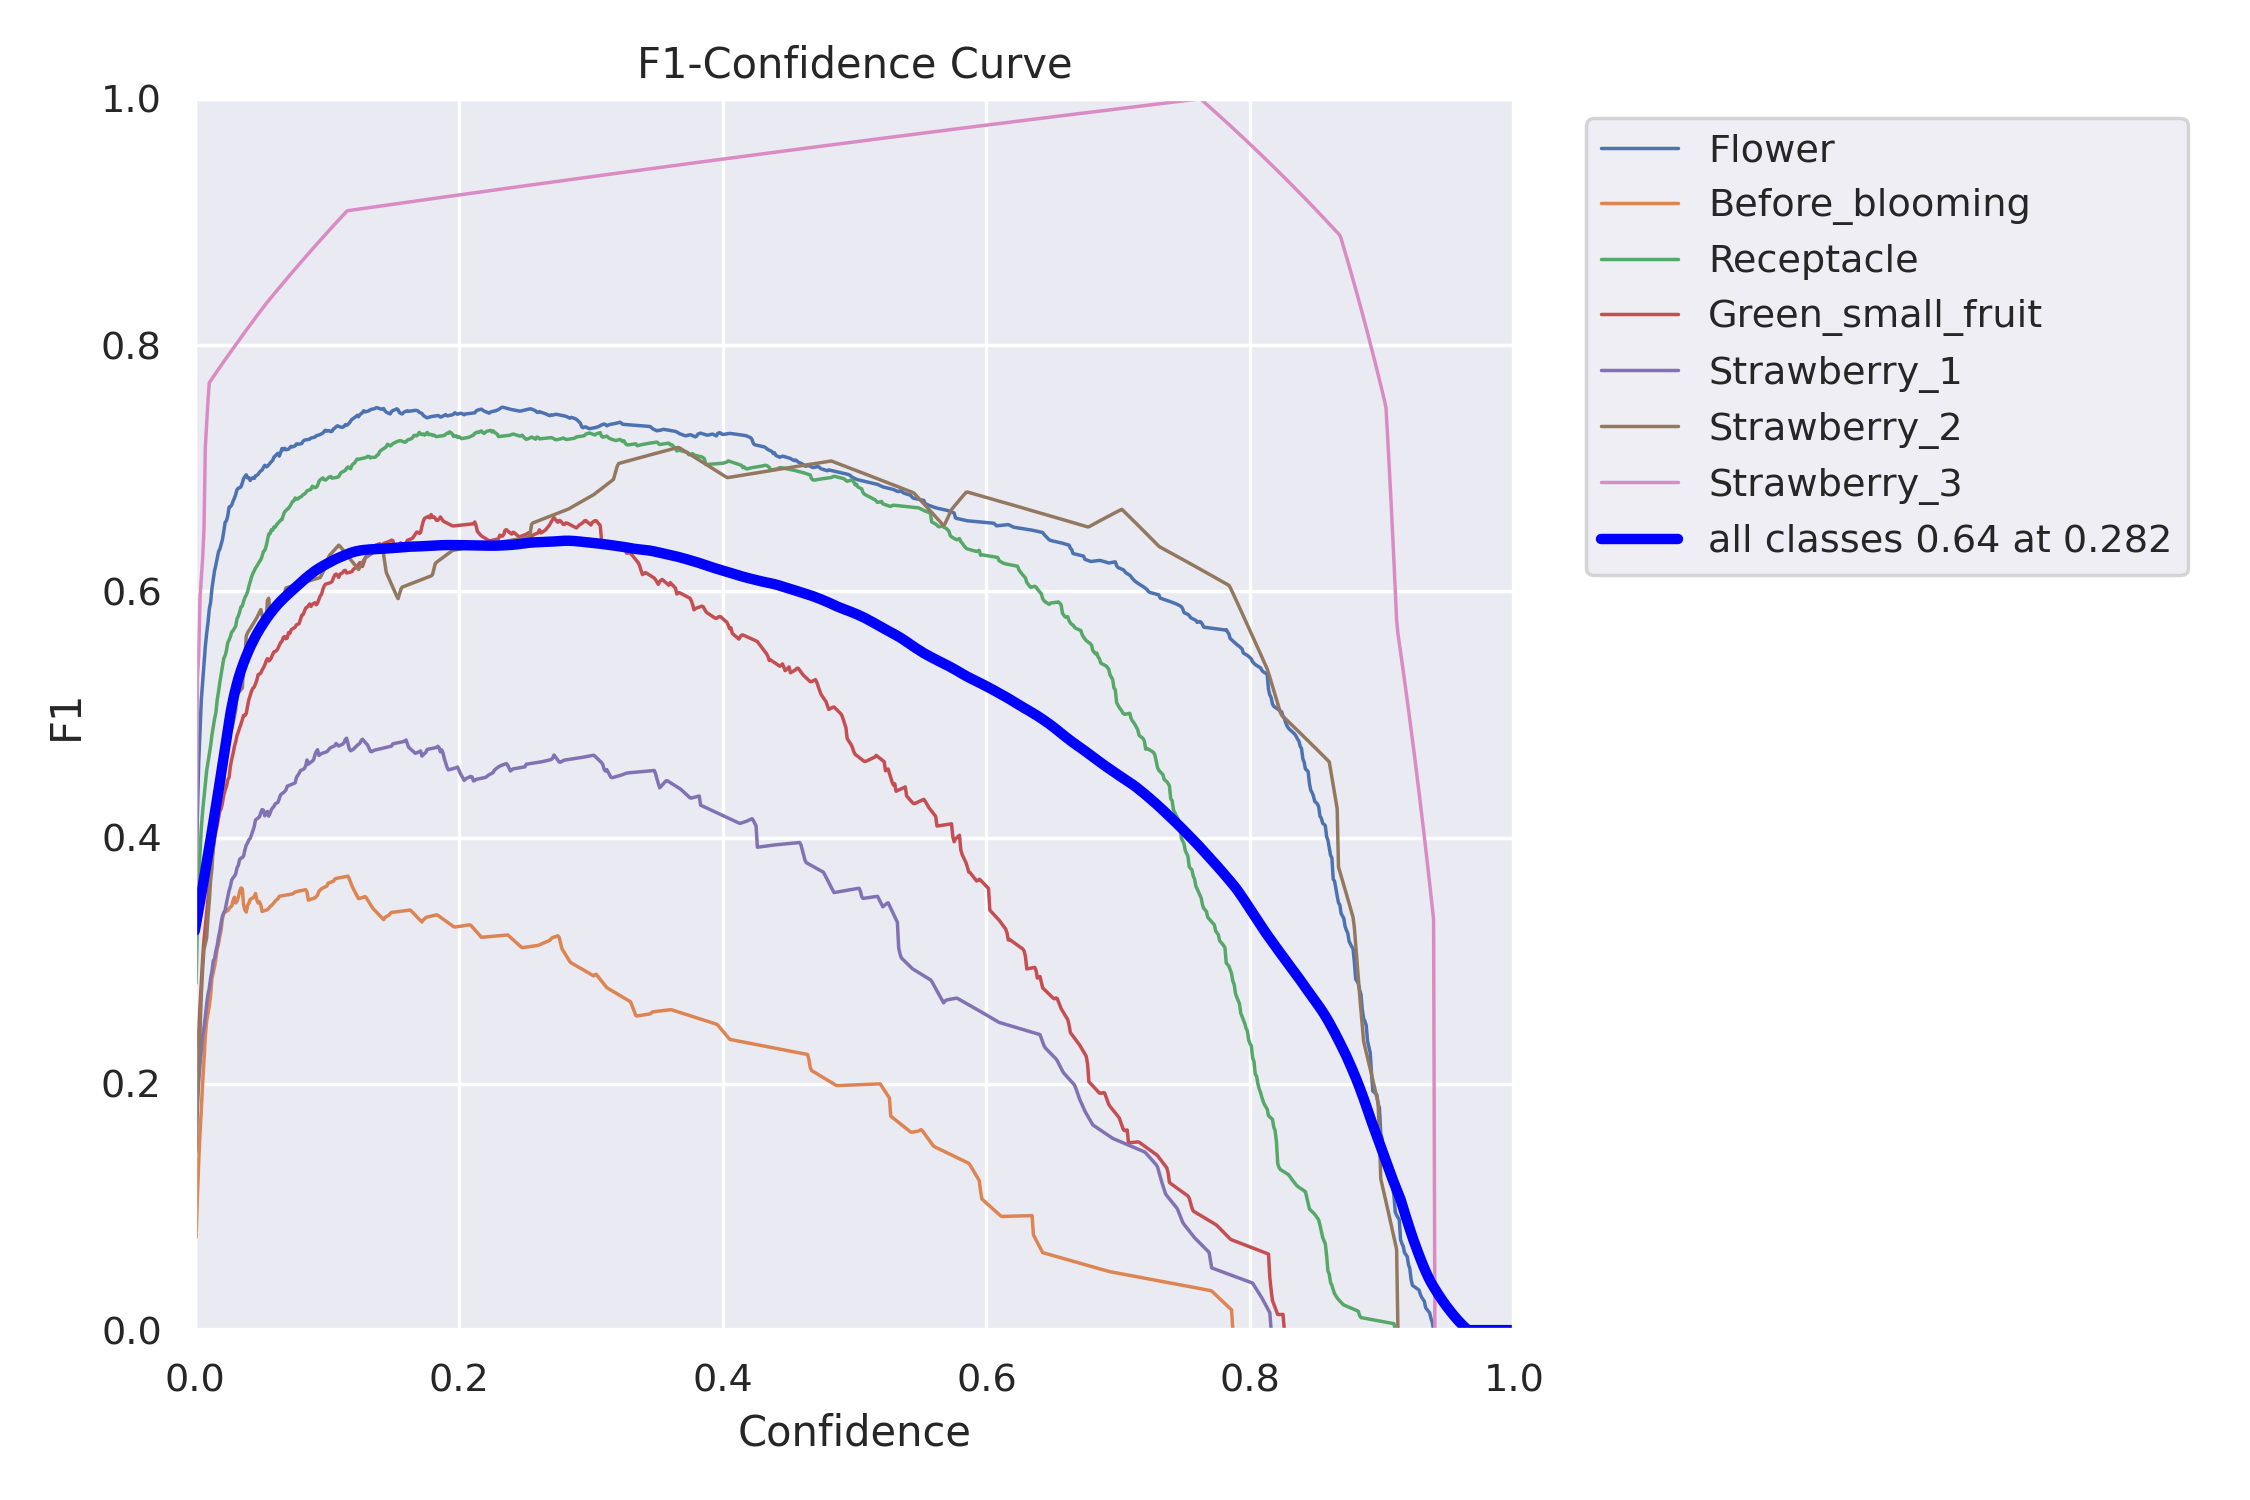 F1-Confidence Curve
1.0
0.8
0.6
0.4
0.2
0.0
F1
0.0 0.2 0.4 0.6 0.8 1.0
Confidence
Flower
Before_blooming
Receptacle
Green_small_fruit
Strawberry_1
Strawberry_2
Strawberry_3
all classes 0.64 at 0.282